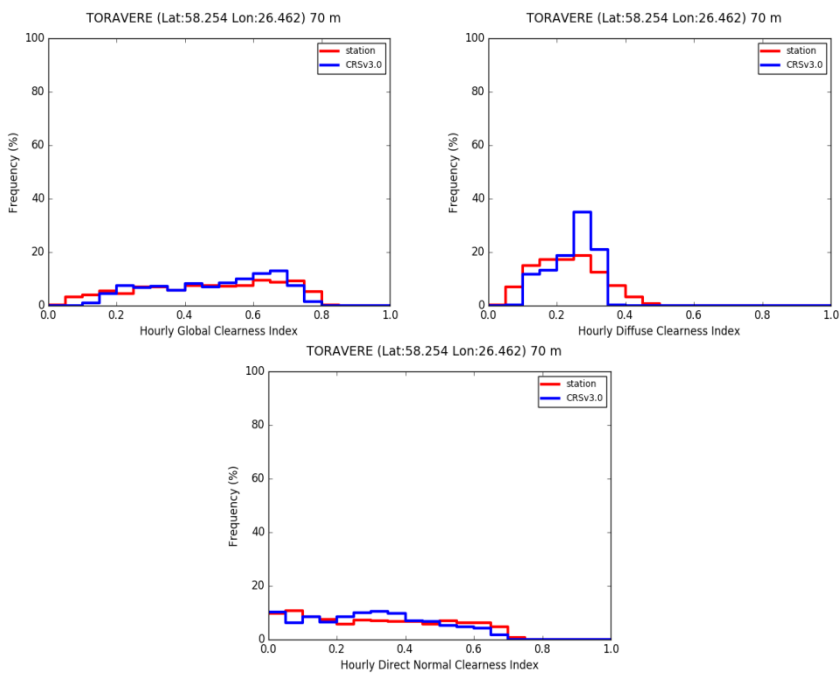 TORAVERE (Lat:58.254 Lon:26.462) 70 m
100
80
60
40
20
0
Frequency (%)
station
CRSv3.0
0.0 0.2 0.4 0.6 0.8 1.0
Hourly Global Clearness Index
TORAVERE (Lat:58.254 Lon:26.462) 70 m
100
80
60
40
20
0
Frequency (%)
station
CRSv3.0
0.0 0.2 0.4 0.6 0.8 1.0
Hourly Diffuse Clearness Index
TORAVERE (Lat:58.254 Lon:26.462) 70 m
100
80
60
40
20
0
Frequency (%)
station
CRSv3.0
0.0 0.2 0.4 0.6 0.8 1.0
Hourly Direct Normal Clearness Index